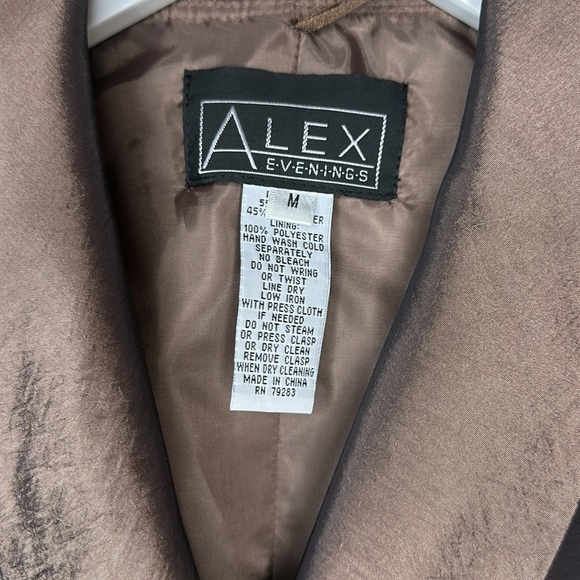 ALEX
E·V·E·N·I·N·G·S
M
45% ER
LINING:
100% POLYESTER
HAND WASH COLD
SEPARATELY
NO BLEACH
DO NOT WRING
OR TWIST
LINE DRY
LOW IRON
WITH PRESS CLOTH
IF NEEDED
DO NOT STEAM
OR PRESS CLASP
OR DRY CLEAN
REMOVE CLASP
WHEN DRY CLEANING
MADE IN CHINA
RN 79283